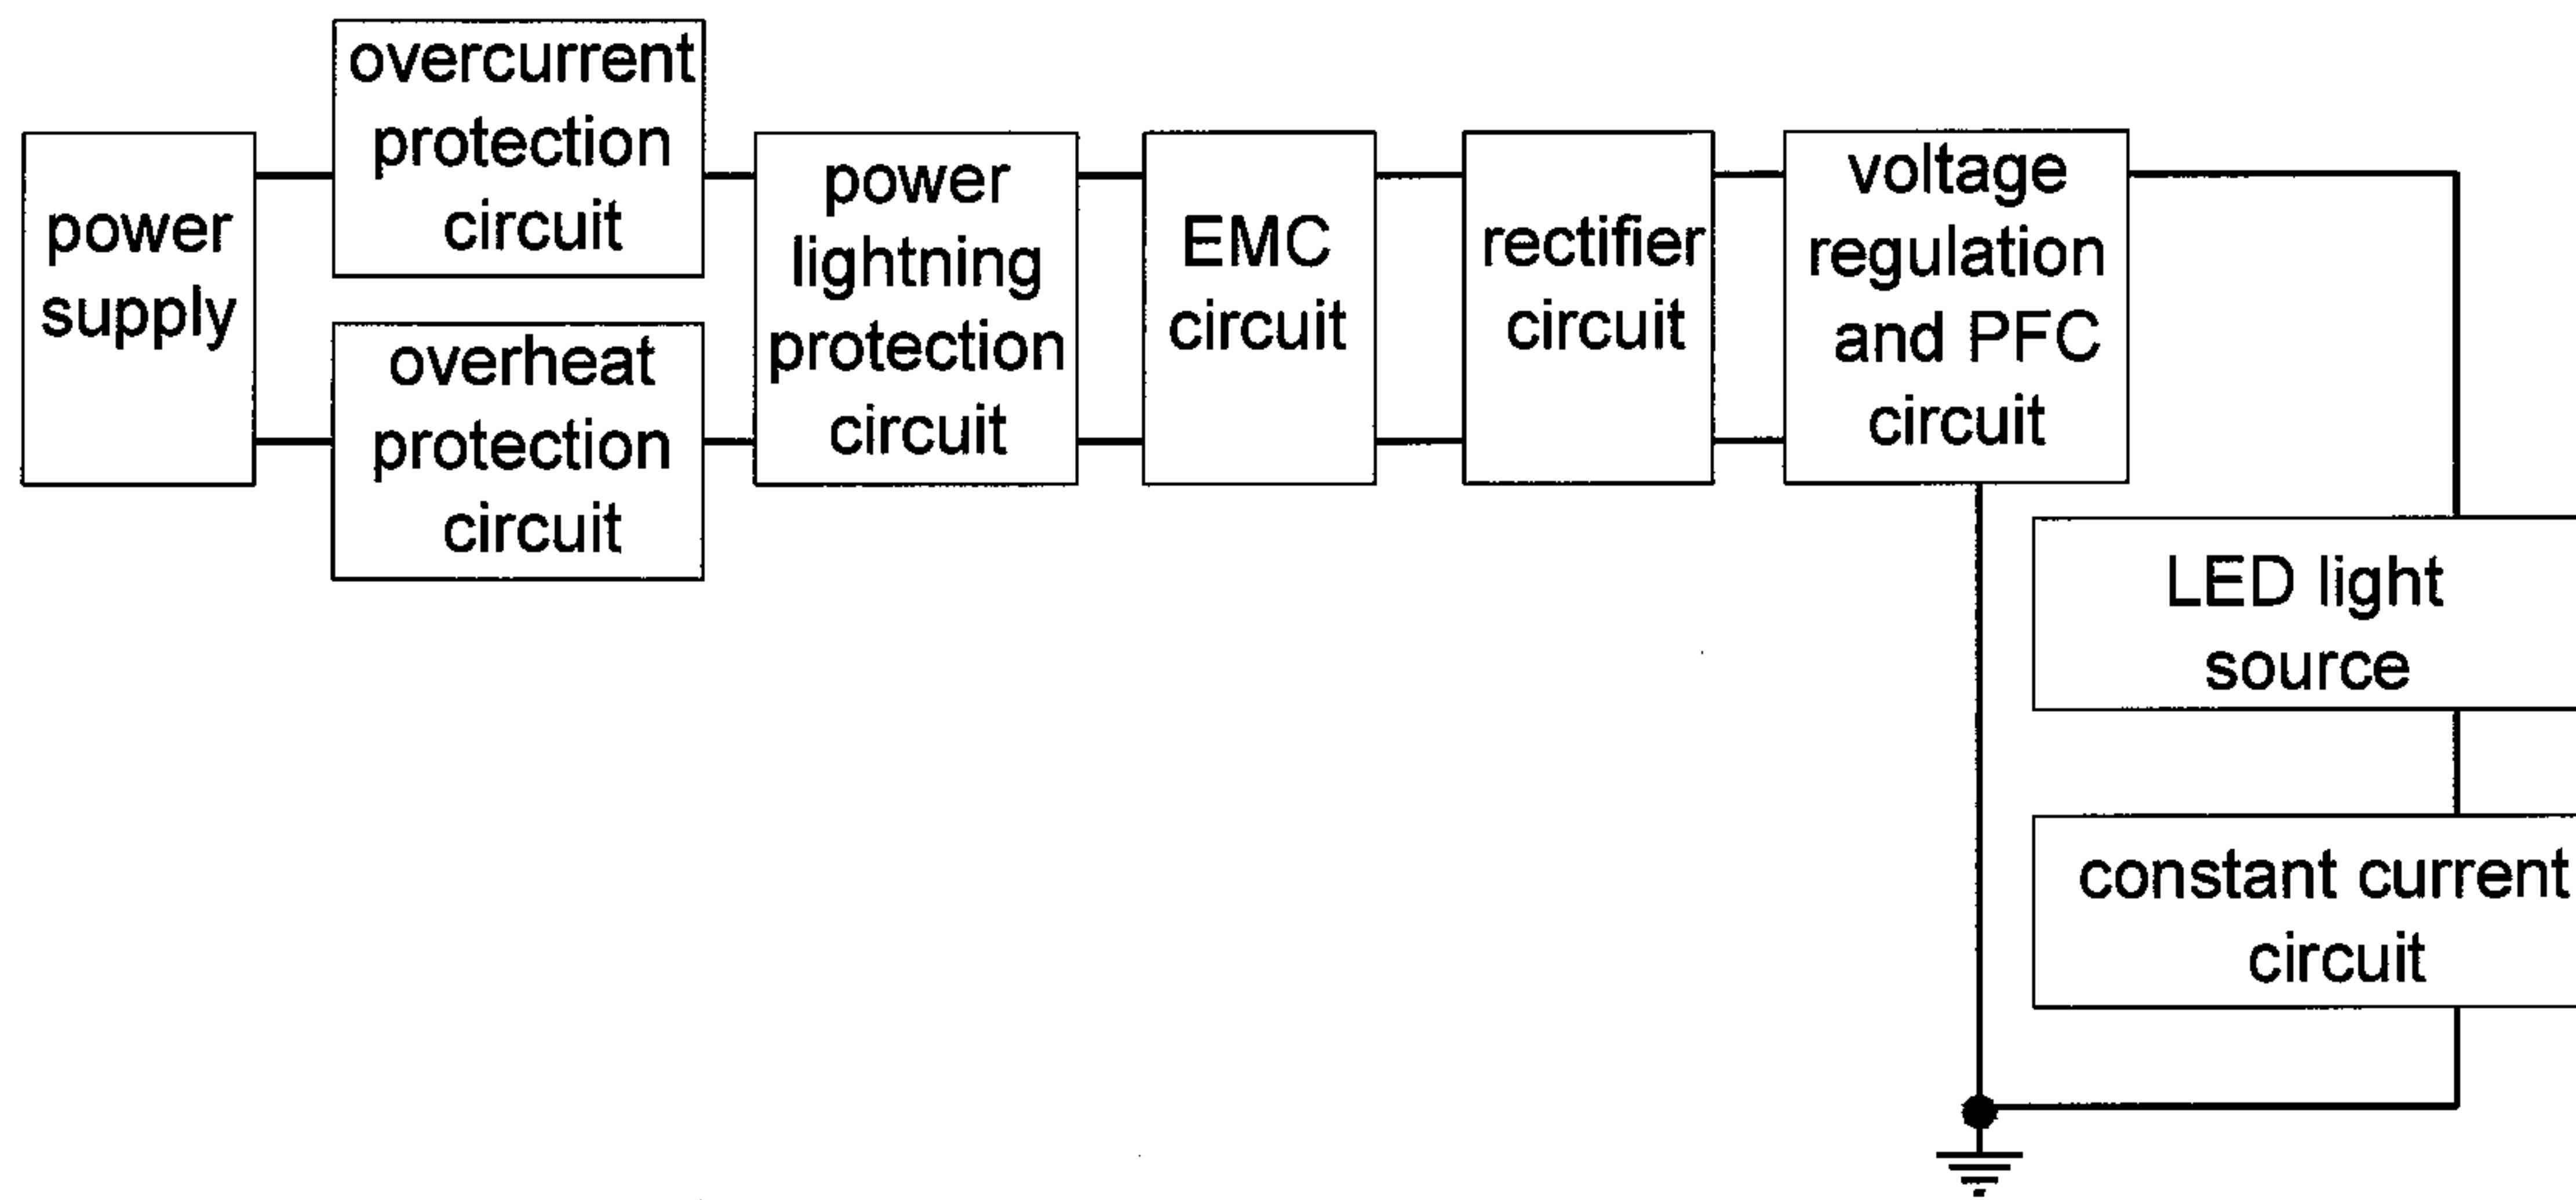 power
supply
overcurrent
protection
circuit
overheat
protection
circuit
power
lightning
protection
circuit
EMC
circuit
rectifier
circuit
voltage
regulation
and PFC
circuit
LED light
source
constant current
circuit